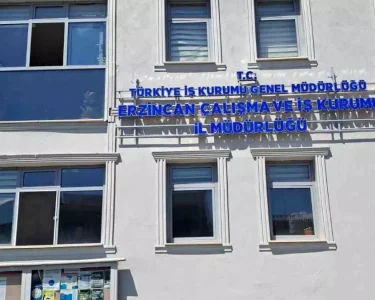 T.C.
TÜRKİYE İŞ KURUMU GENEL MÜDÜRLÜĞÜ
ERZİNCAN ÇALIŞMA VE İŞ KURUMU
İL MÜDÜRLÜĞÜ